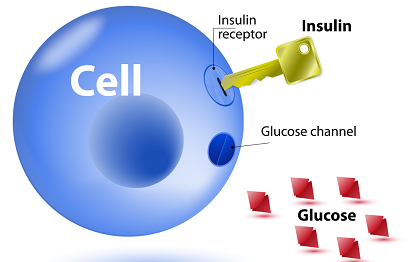 Insulin
receptor
Insulin
Cell
Glucose channel
Glucose